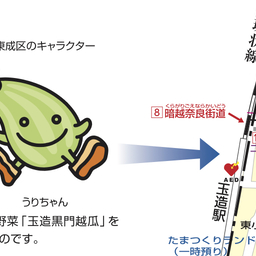 東成区のキャラクター
うりちゃん
野菜「玉造黒門越瓜」を
のです。
状線
くらがりごえならかいどう
8 暗越奈良街道
AED
玉造駅
東小
たまつくりランド
(一時預り)